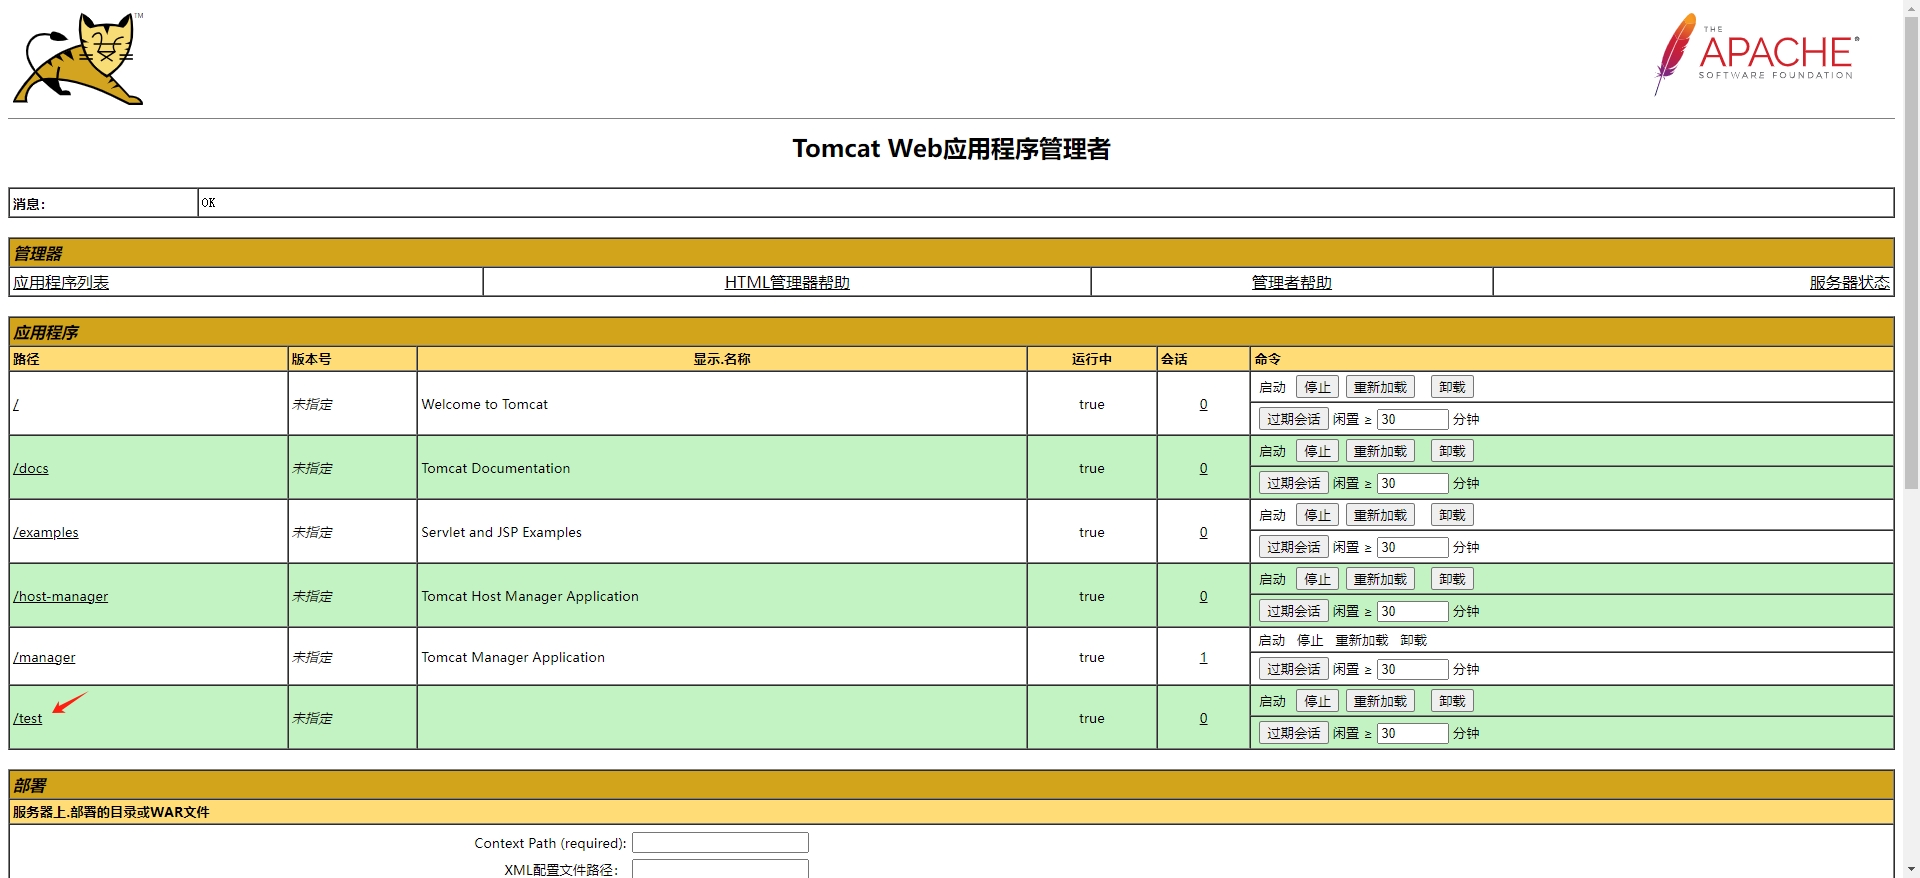 TM
THE
APACHE®
SOFTWARE FOUNDATION
Tomcat Web应用程序管理者
消息: OK
管理器
应用程序列表 HTML管理器帮助 管理者帮助 服务器状态
应用程序
路径 版本号 显示.名称 运行中 会话 命令
/ 未指定 Welcome to Tomcat true 0 启动 停止 重新加载 卸载
过期会话 闲置 ≥ 30 分钟
/docs 未指定 Tomcat Documentation true 0 启动 停止 重新加载 卸载
过期会话 闲置 ≥ 30 分钟
/examples 未指定 Servlet and JSP Examples true 0 启动 停止 重新加载 卸载
过期会话 闲置 ≥ 30 分钟
/host-manager 未指定 Tomcat Host Manager Application true 0 启动 停止 重新加载 卸载
过期会话 闲置 ≥ 30 分钟
/manager 未指定 Tomcat Manager Application true 1 启动 停止 重新加载 卸载
过期会话 闲置 ≥ 30 分钟
/test 未指定 true 0 启动 停止 重新加载 卸载
过期会话 闲置 ≥ 30 分钟
部署
服务器上.部署的目录或WAR文件
Context Path (required):
XML配置文件路径：